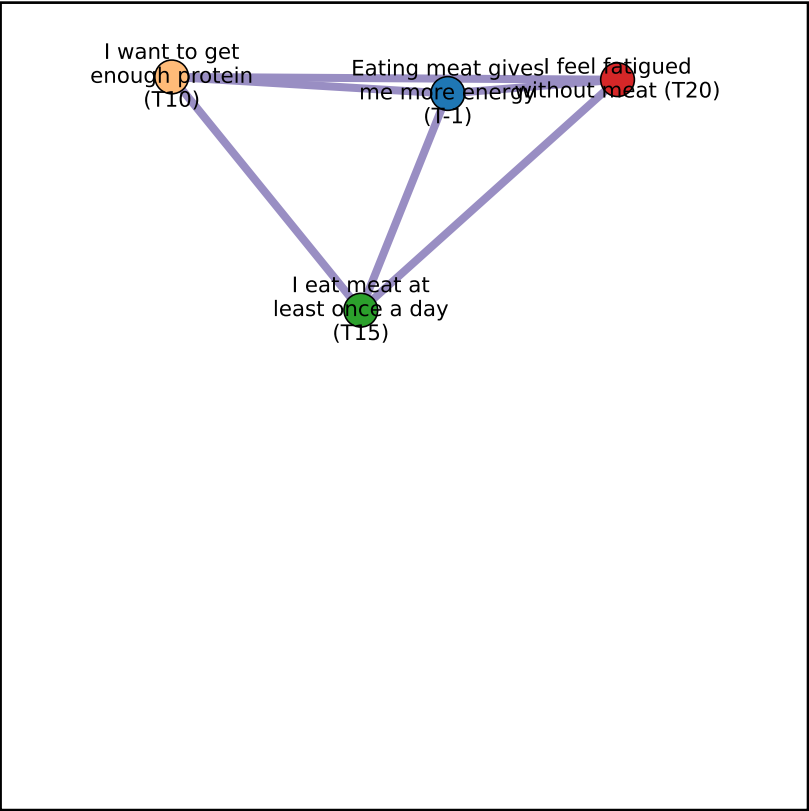 I want to get
enough protein
(T10)
Eating meat gives
me more energy
(T-1)
I feel fatigued
without meat (T20)
I eat meat at
least once a day
(T15)